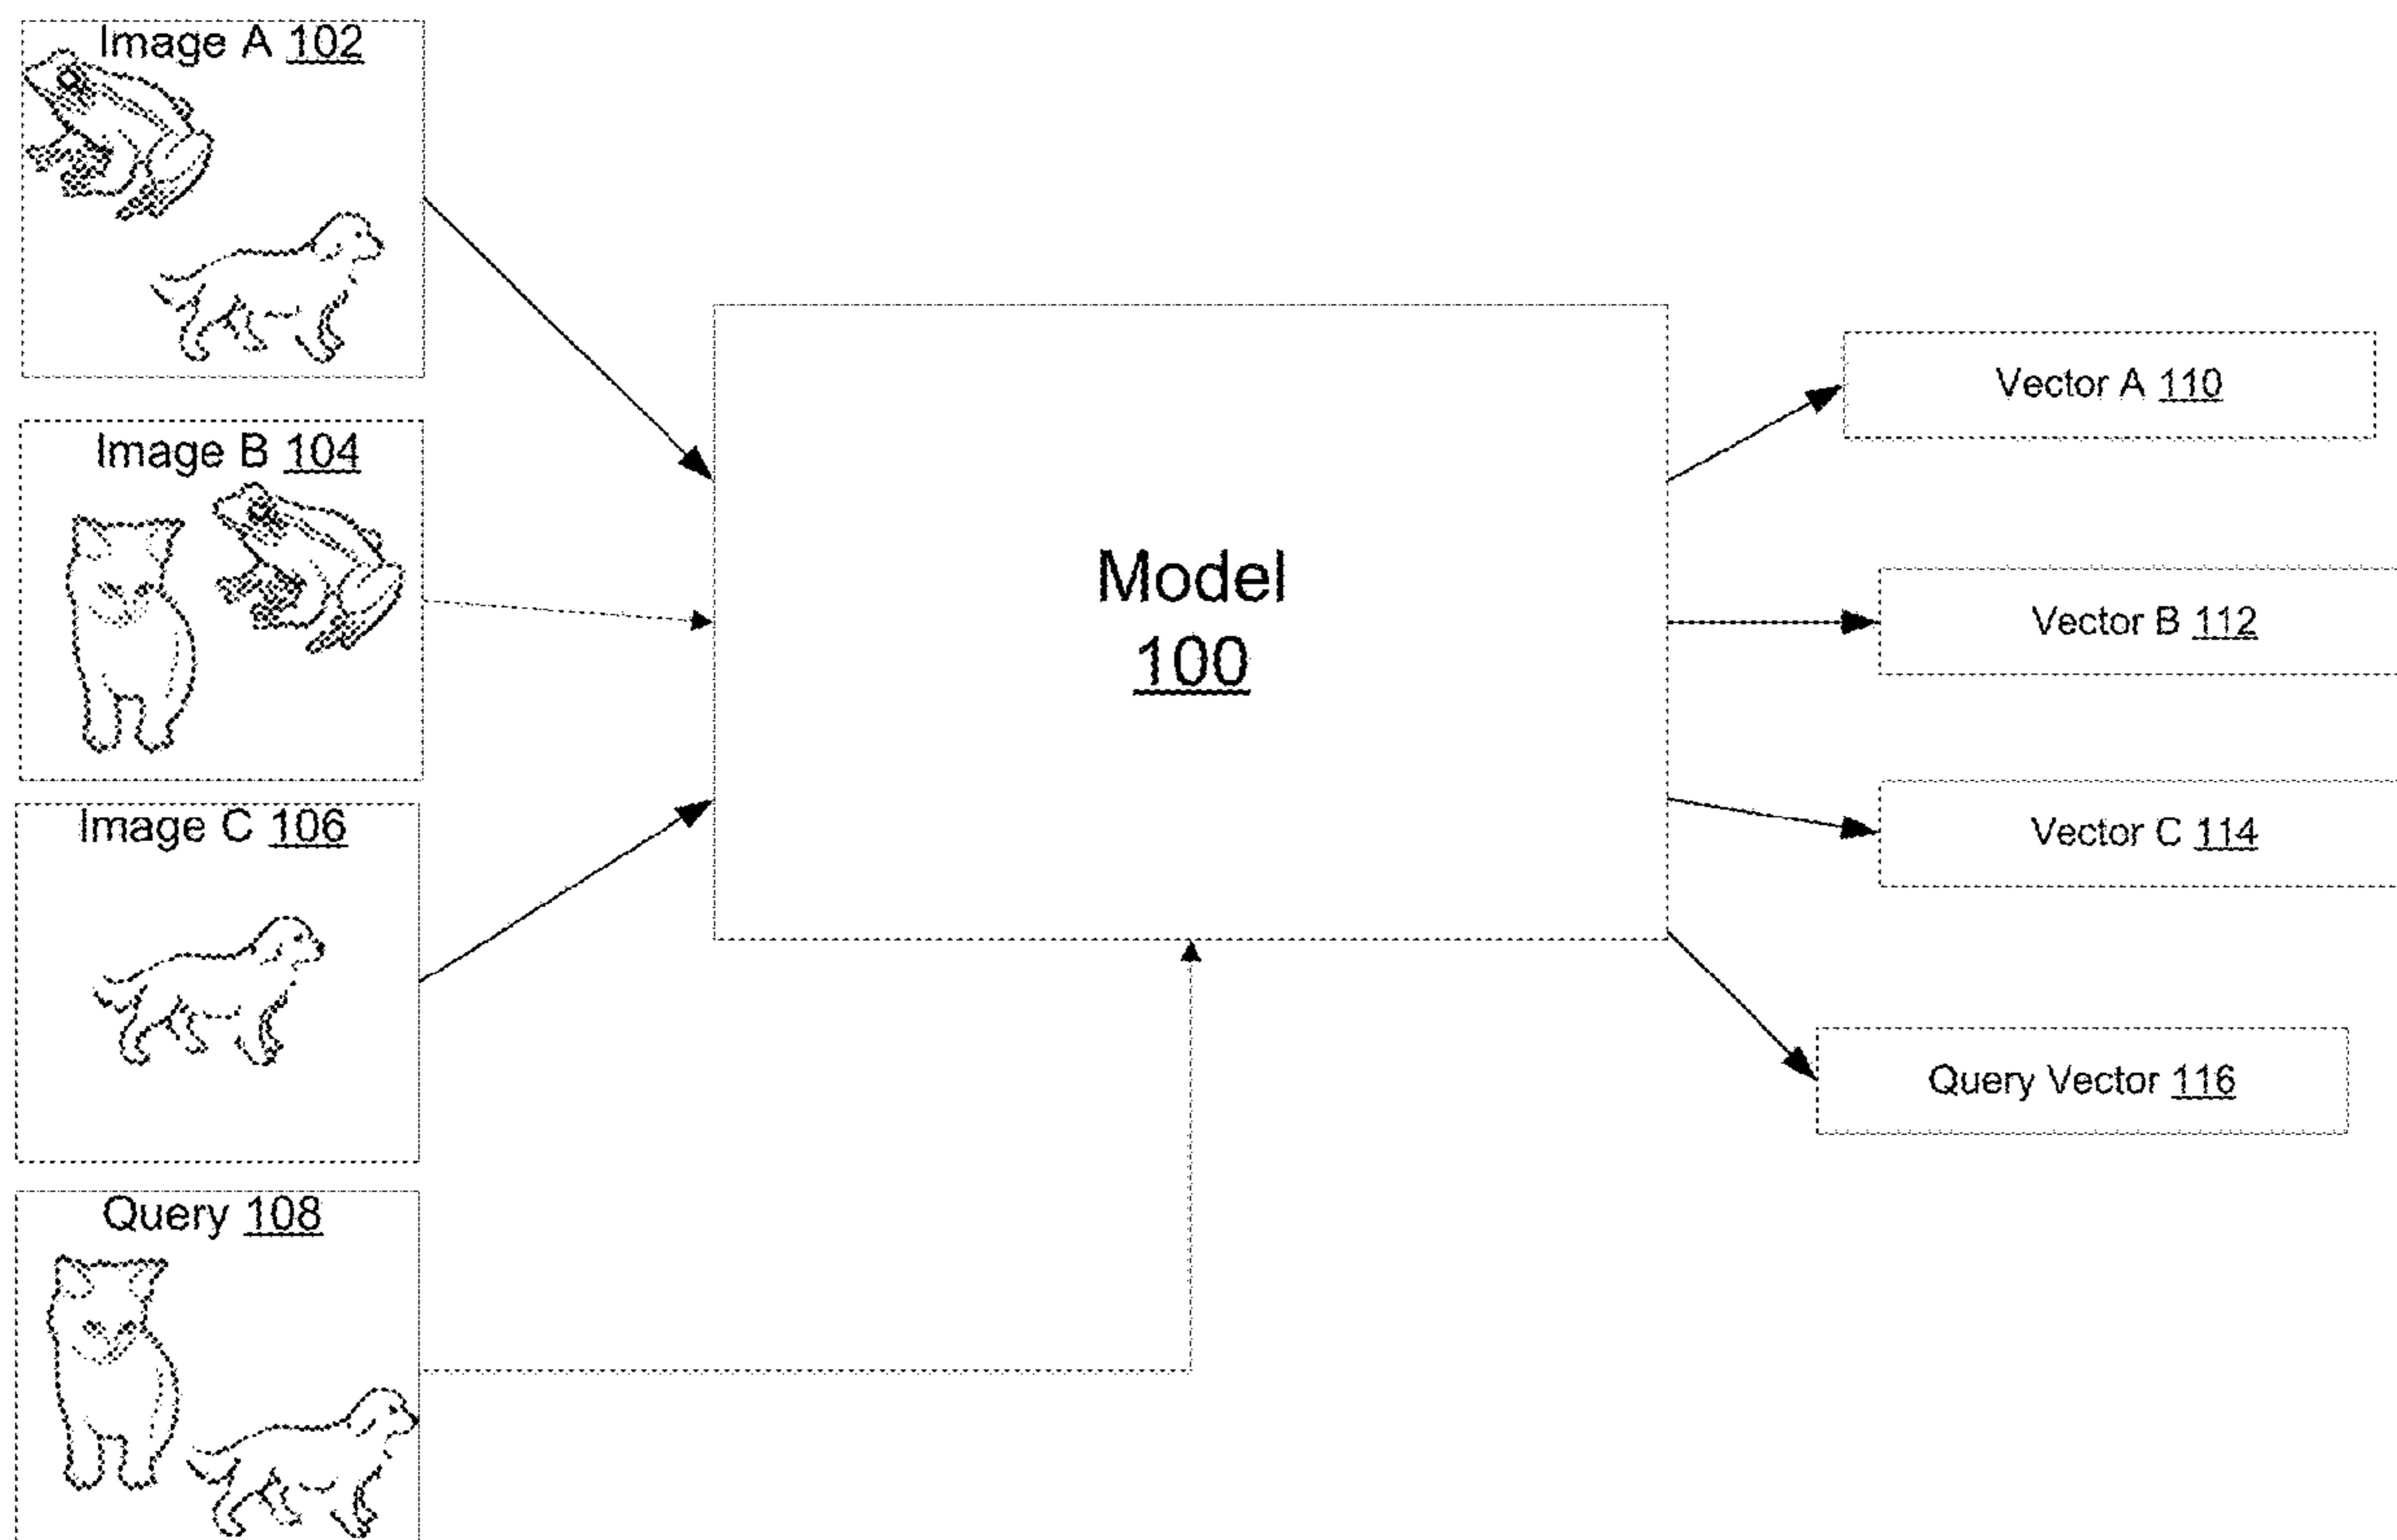 Image A 102
Image B 104
Image C 106
Query 108
Model
100
Vector A 110
Vector B 112
Vector C 114
Query Vector 116